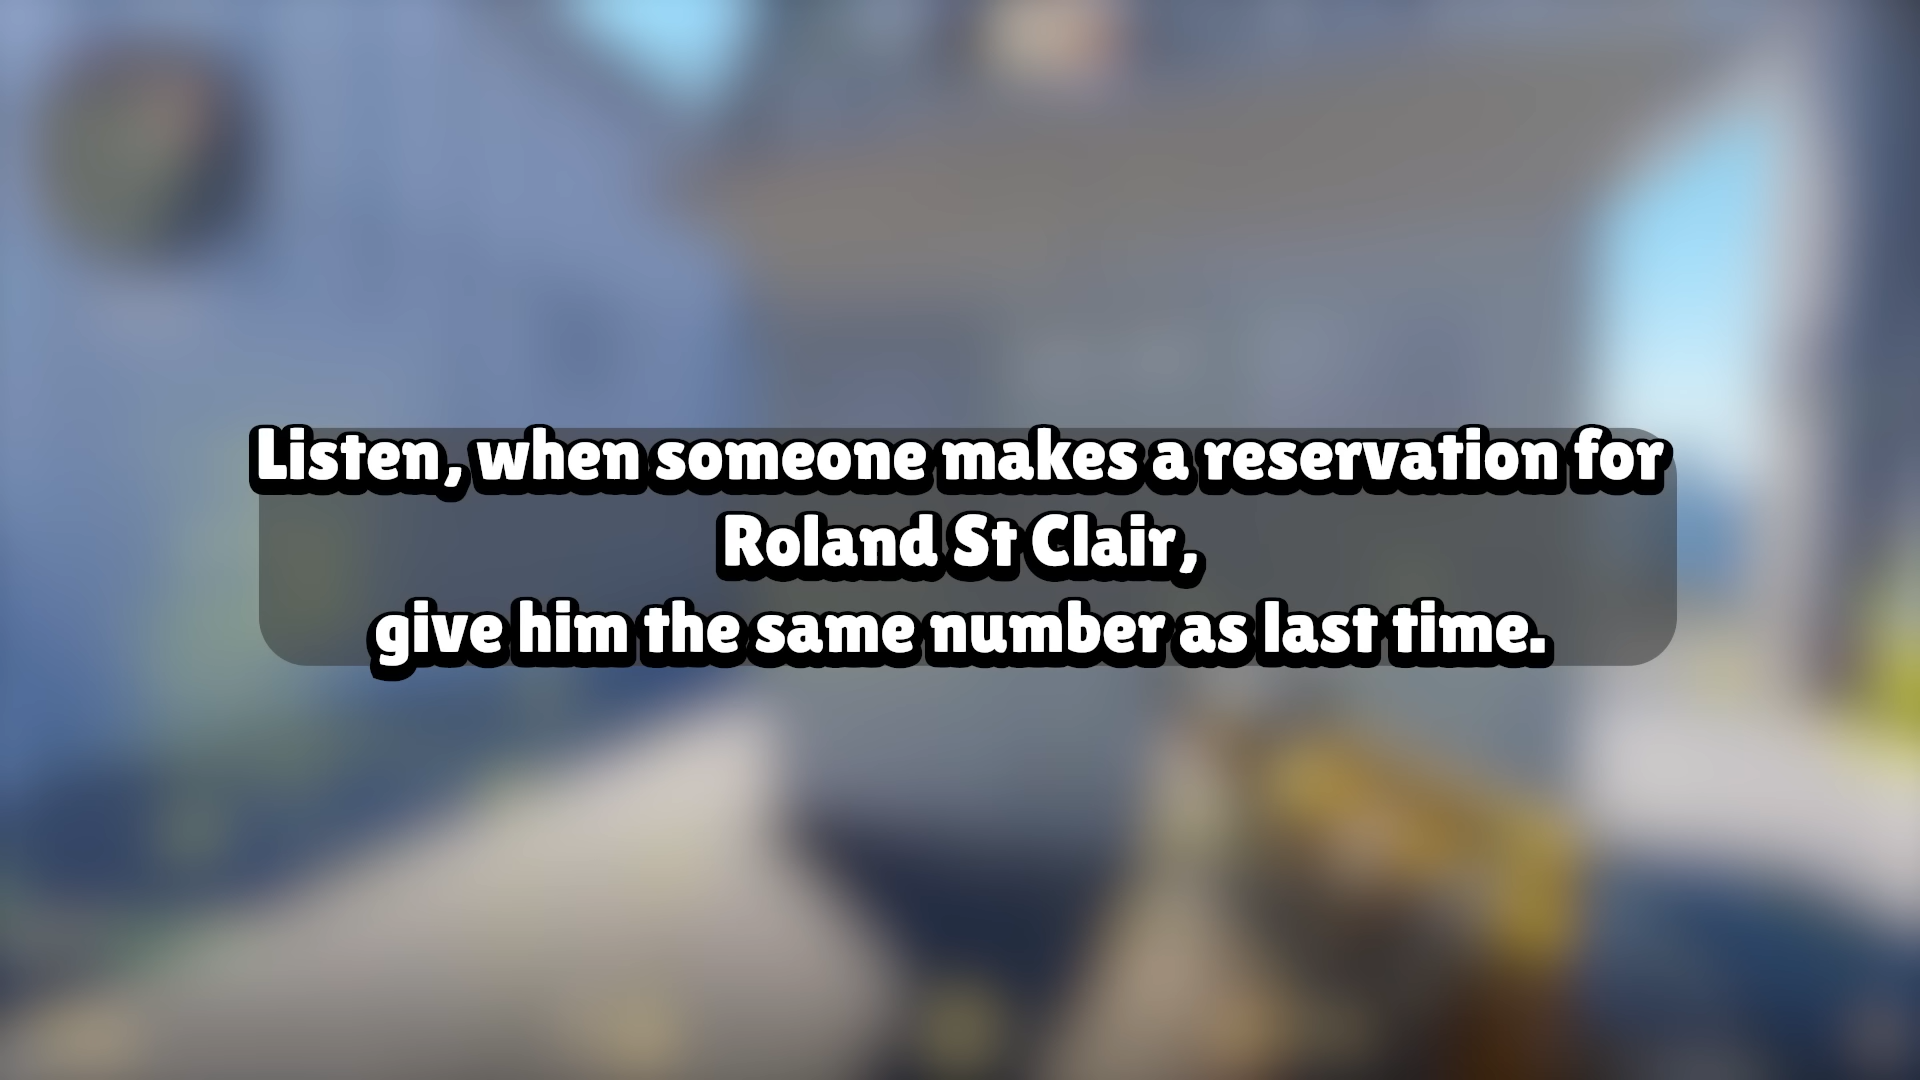 Listen, when someone makes a reservation for
Roland St Clair,
give him the same number as last time.